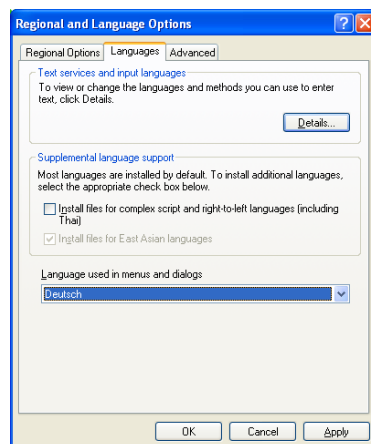 Regional and Language Options
Regional Options Languages Advanced
Text services and input languages
To view or change the languages and methods you can use to enter
text, click Details.
Details...
Supplemental language support
Most languages are installed by default. To install additional languages,
select the appropriate check box below.
Install files for complex script and right-to-left languages (including
Thai)
Install files for East Asian languages
Language used in menus and dialogs
Deutsch
OK Cancel Apply